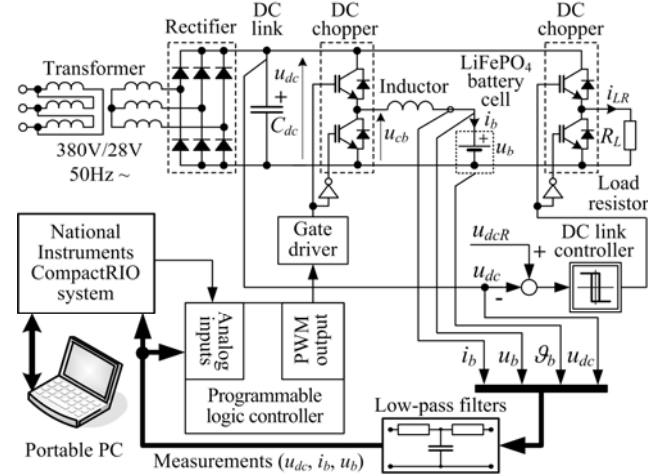 Rectifier
DC
link
DC
chopper
DC
chopper
Transformer
LiFePO4
battery
cell
Inductor
u_dc
+
C_dc
u_cb
i_b
+
u_b
i_LR
R_L
380V/28V
50Hz ~
Load
resistor
National
Instruments
CompactRIO
system
Gate
driver
u_dcR
+
DC link
controller
u_dc
-
Analog
inputs
PWM
output
Programmable
logic controller
i_b
u_b
ϑ_b
u_dc
Low-pass filters
Portable PC
Measurements (u_dc, i_b, u_b)